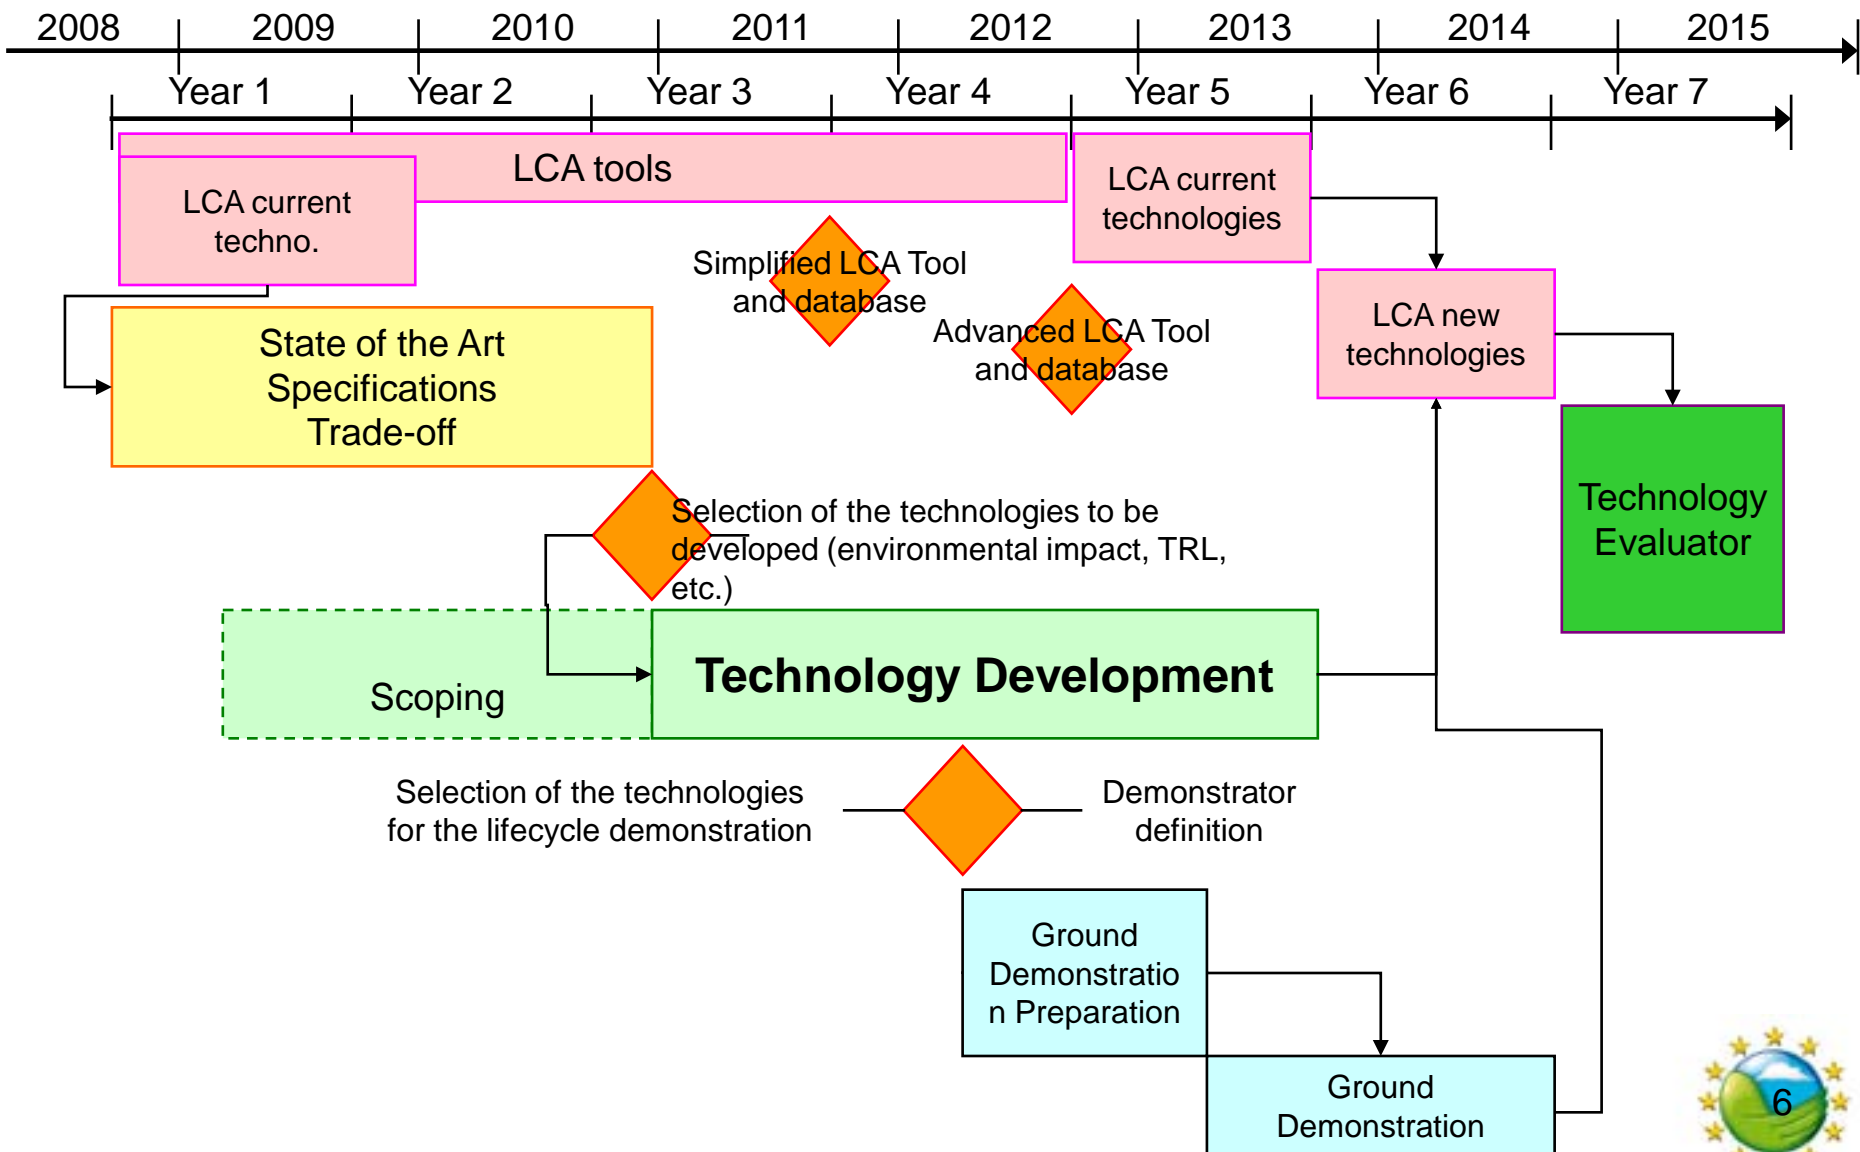 2008 2009 2010 2011 2012 2013 2014 2015
Year 1 Year 2 Year 3 Year 4 Year 5 Year 6 Year 7
LCA tools
LCA current
techno.
LCA current
technologies
Simplified LCA Tool
and database
Advanced LCA Tool
and database
LCA new
technologies
State of the Art
Specifications
Trade-off
Technology
Evaluator
Selection of the technologies to be
developed (environmental impact, TRL,
etc.)
Scoping
Technology Development
Selection of the technologies
for the lifecycle demonstration
Demonstrator
definition
Ground
Demonstratio
n Preparation
Ground
Demonstration
6